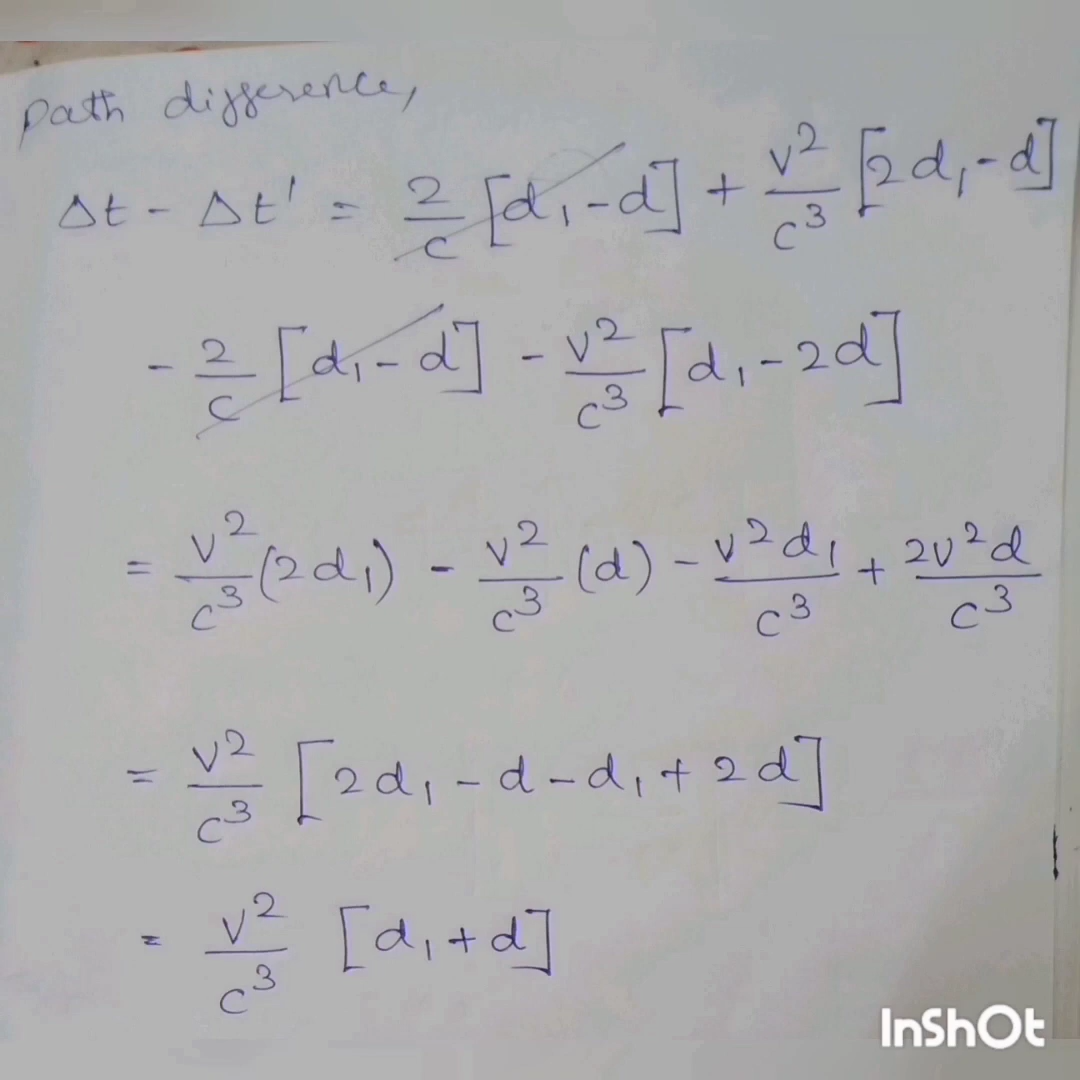 Path difference,
Δt - Δt' = 2/c [d₁-d] + v²/c³ [2d₁-d]
- 2/c [d₁-d] - v²/c³ [d₁-2d]
= v²/c³ (2d₁) - v²/c³ (d) - v²d₁/c³ + 2v²d/c³
= v²/c³ [2d₁-d-d₁+2d]
= v²/c³ [d₁+d]
InShOt